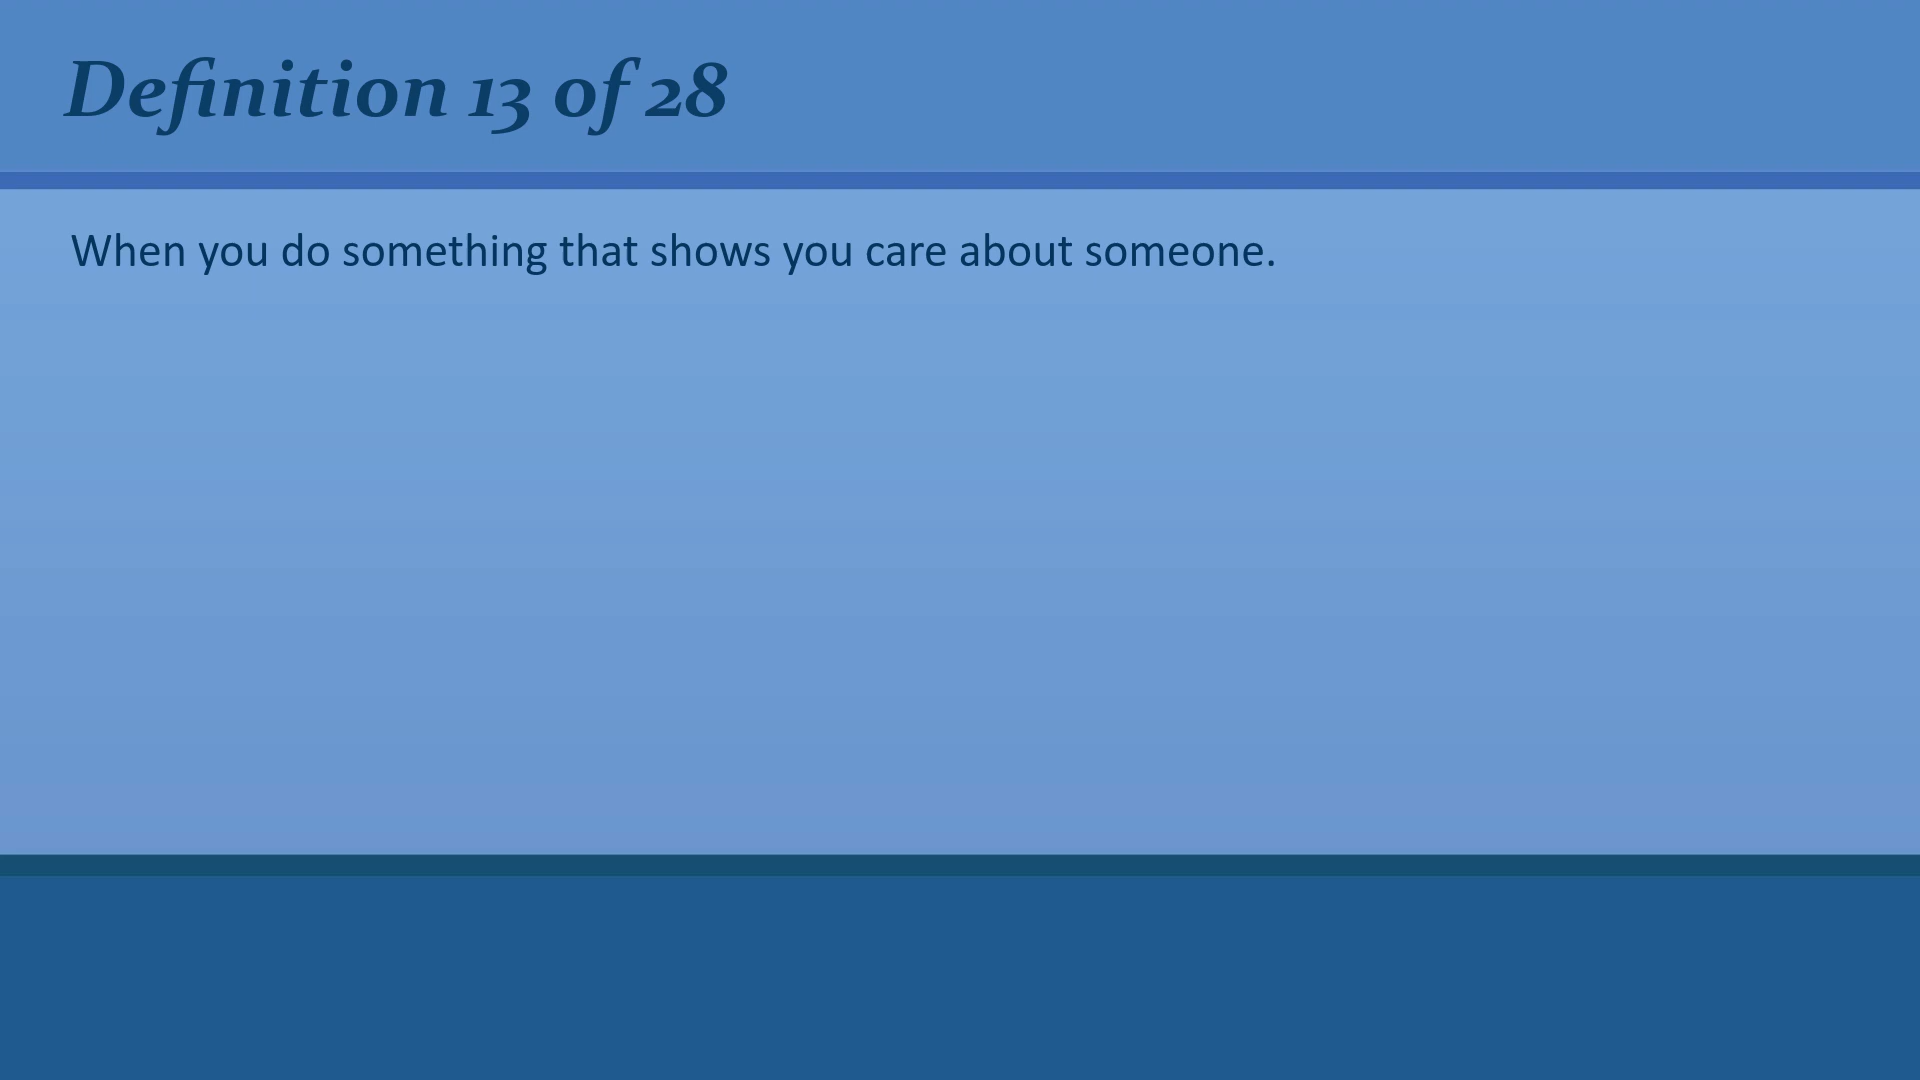 Definition 13 of 28
When you do something that shows you care about someone.